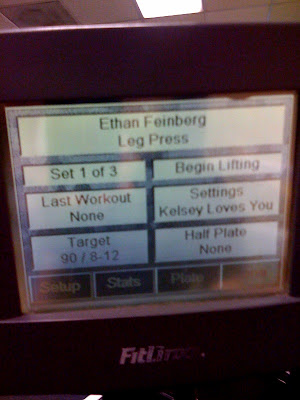 Ethan Feinberg
Leg Press
Set 1 of 3
Begin Lifting
Last Workout
None
Settings
Kelsey Loves You
Target
90 / 8-12
Half Plate
None
Setup
Stats
Plate